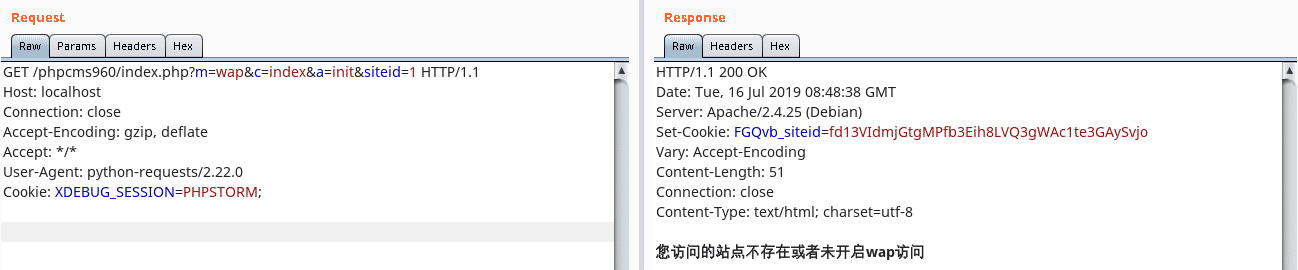 Request
Raw Params Headers Hex
GET /phpcms960/index.php?m=wap&c=index&a=init&siteid=1 HTTP/1.1
Host: localhost
Connection: close
Accept-Encoding: gzip, deflate
Accept: */*
User-Agent: python-requests/2.22.0
Cookie: XDEBUG_SESSION=PHPSTORM;
Response
Raw Headers Hex
HTTP/1.1 200 OK
Date: Tue, 16 Jul 2019 08:48:38 GMT
Server: Apache/2.4.25 (Debian)
Set-Cookie: FGQvb_siteid=fd13VIdmjGtgMPfb3Eih8LVQ3gWAc1te3GAySvjo
Vary: Accept-Encoding
Content-Length: 51
Connection: close
Content-Type: text/html; charset=utf-8
您访问的站点不存在或者未开启wap访问